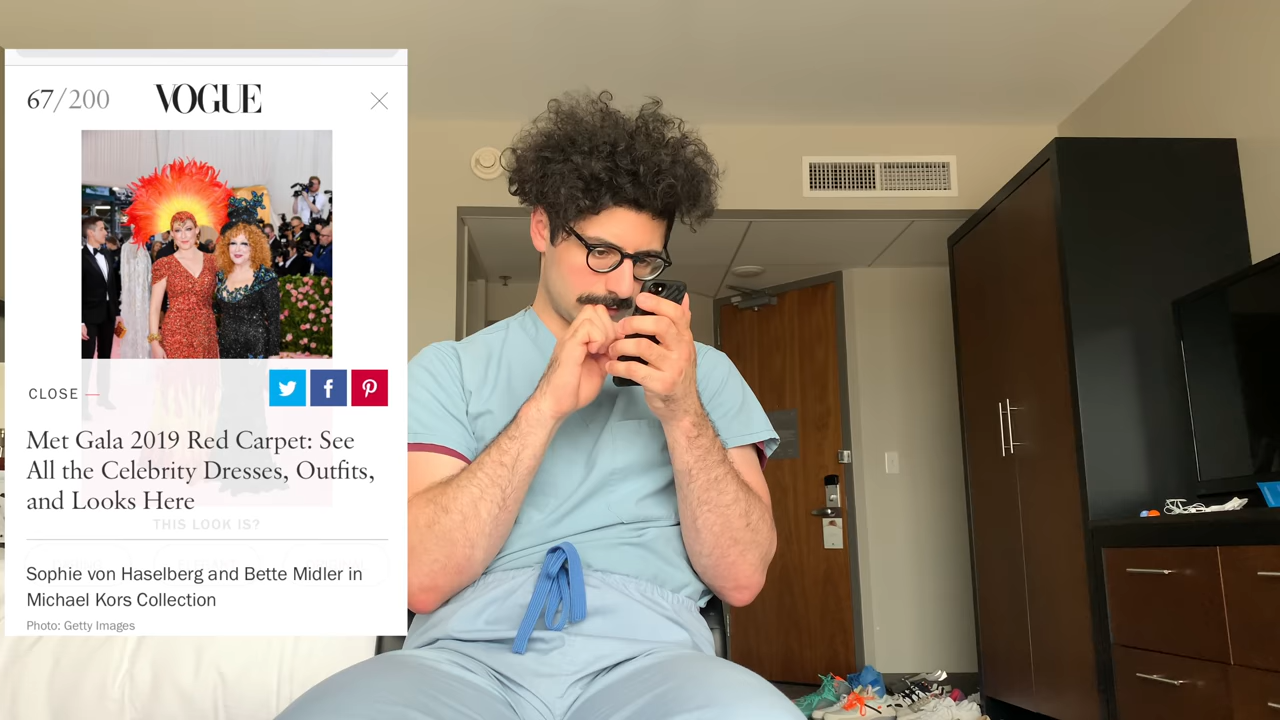 67/200
VOGUE
CLOSE
Met Gala 2019 Red Carpet: See
All the Celebrity Dresses, Outfits,
and Looks Here
THIS LOOK IS?
Sophie von Haselberg and Bette Midler in
Michael Kors Collection
Photo: Getty Images